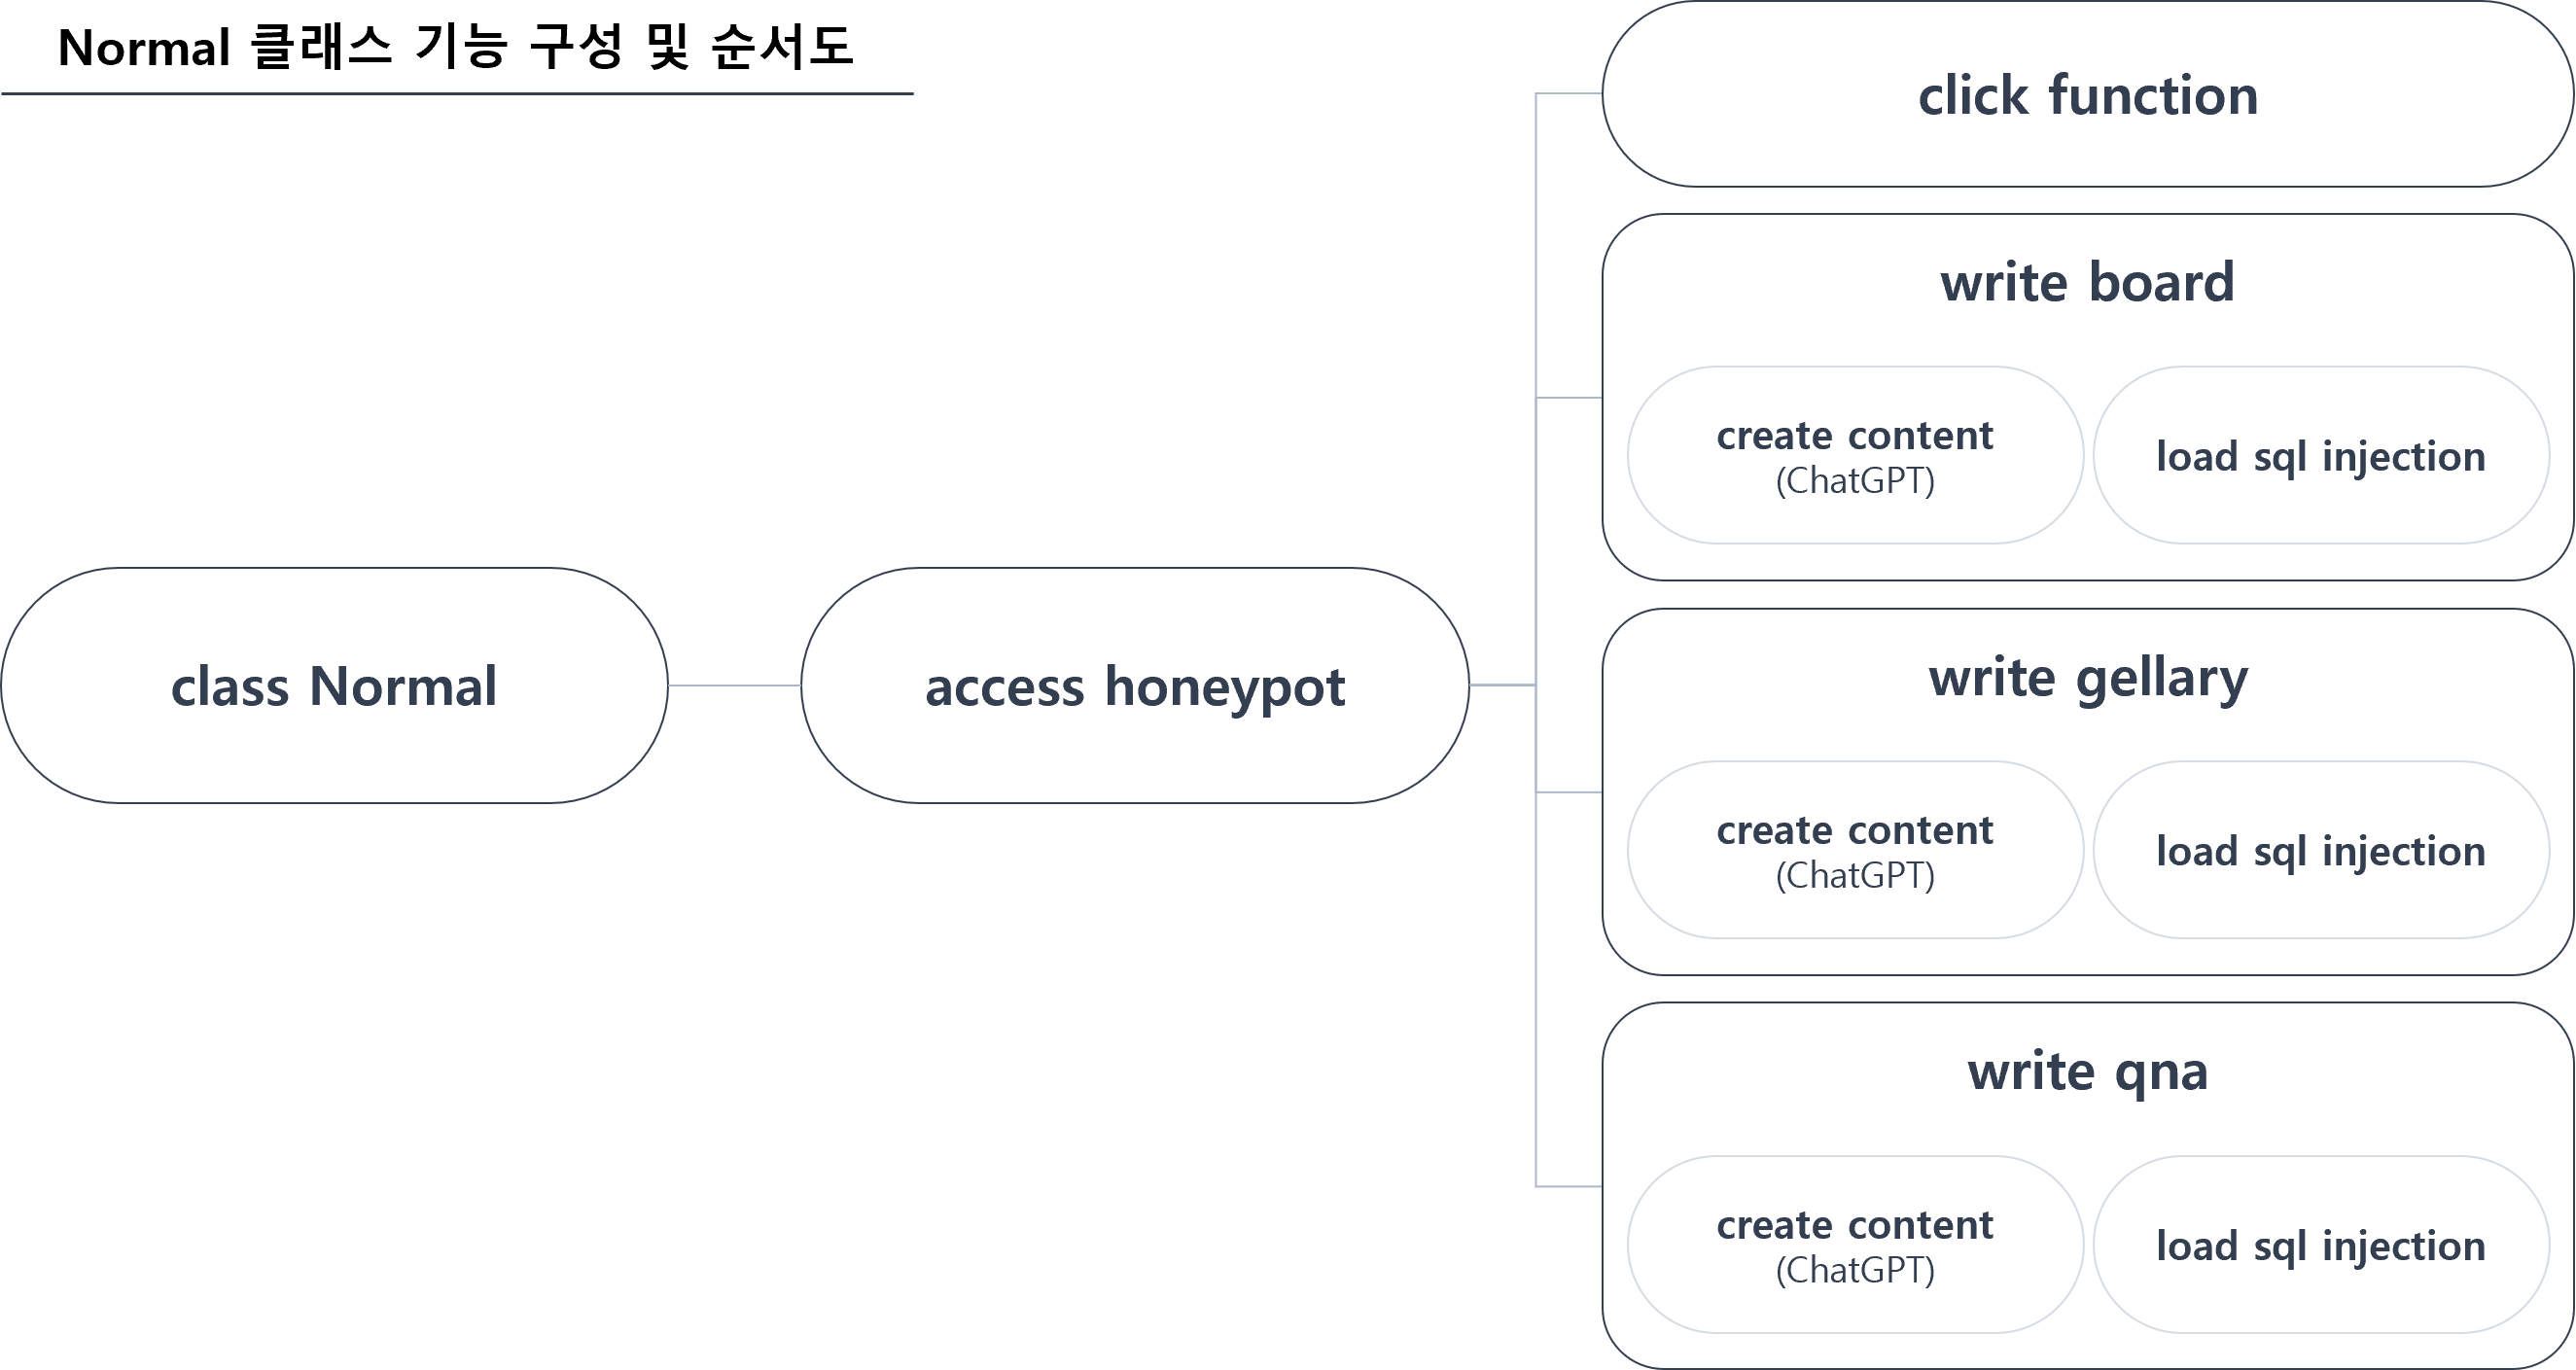 Normal 클래스 기능 구성 및 순서도
class Normal
access honeypot
click function
write board
create content
(ChatGPT)
load sql injection
write gellary
create content
(ChatGPT)
load sql injection
write qna
create content
(ChatGPT)
load sql injection